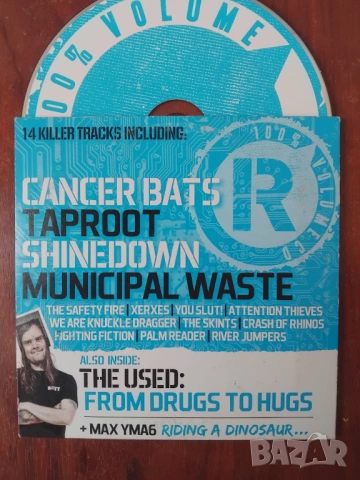 100% VOLUME
14 KILLER TRACKS INCLUDING:
100% VOLUME CD
R
CANCER BATS
TAPROOT
SHINEDOWN
MUNICIPAL WASTE
THE SAFETY FIRE | XERXES | YOU SLUT! | ATTENTION THIEVES
WE ARE KNUCKLE DRAGGER | THE SKINTS | CRASH OF RHINOS
FIGHTING FICTION | PALM READER | RIVER JUMPERS
ALSO INSIDE:
THE USED:
FROM DRUGS TO HUGS
+ MAX YMA6 RIDING A DINOSAUR...
BAZAR